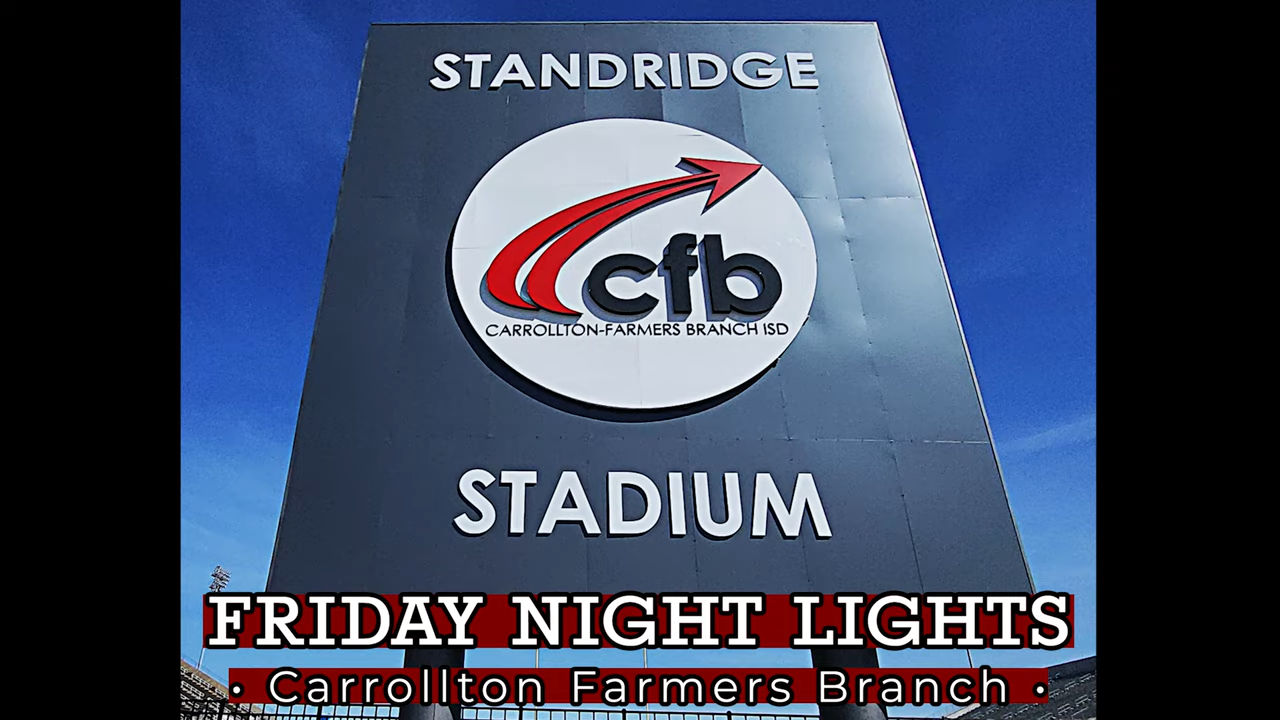 STANDRIDGE
cfb
CARROLLTON-FARMERS BRANCH ISD
STADIUM
FRIDAY NIGHT LIGHTS
• Carrollton Farmers Branch •